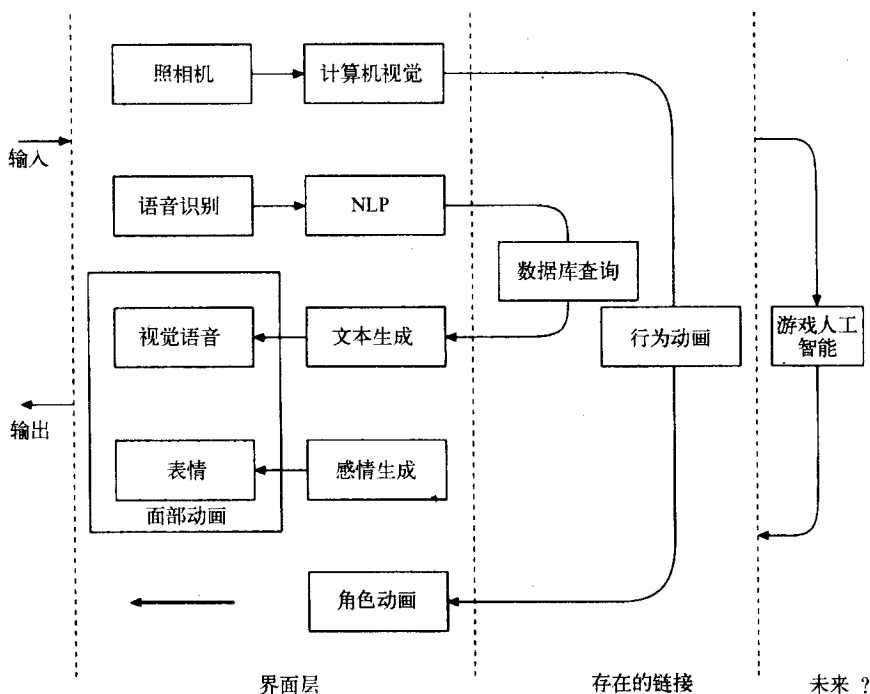 照相机
计算机视觉
输入
语音识别
NLP
数据库查询
视觉语音
文本生成
行为动画
游戏人工
智能
输出
表情
感情生成
面部动画
角色动画
界面层
存在的链接
未来 ?